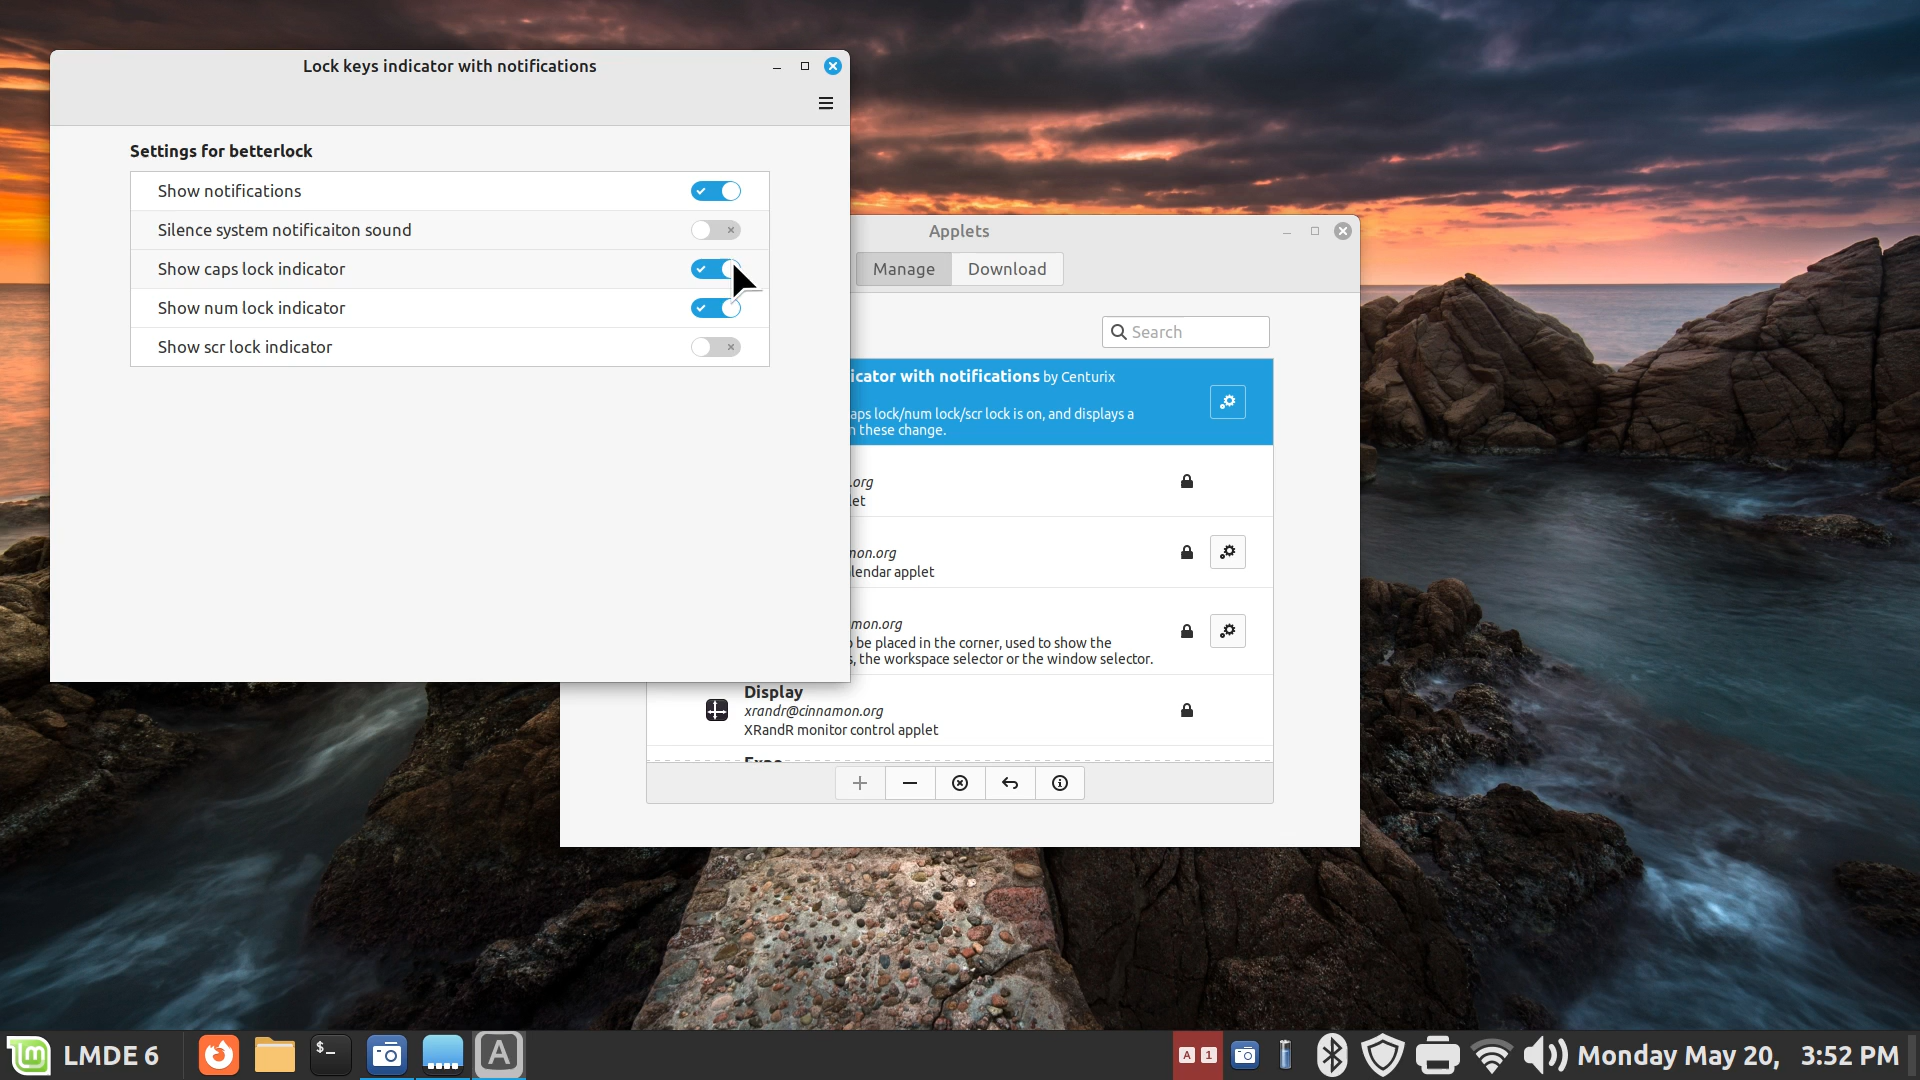 Lock keys indicator with notifications
Settings for betterlock
Show notifications
Silence system notificaiton sound
Show caps lock indicator
Show num lock indicator
Show scr lock indicator
Applets
Manage
Download
Search
icator with notifications by Centurix
aps lock/num lock/scr lock is on, and displays a
n these change.
.org
let
non.org
lendar applet
mon.org
be placed in the corner, used to show the
s, the workspace selector or the window selector.
Display
xrandr@cinnamon.org
XRandR monitor control applet
LMDE 6
$_
A
A 1
Monday May 20, 3:52 PM